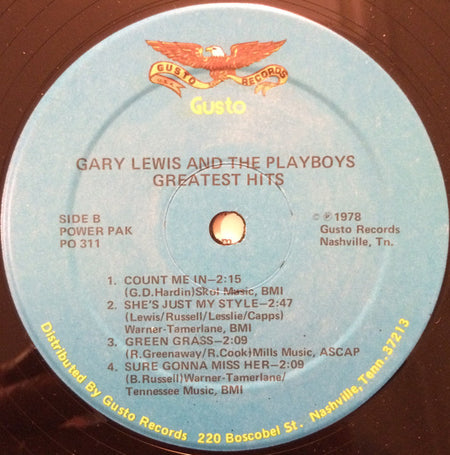 GUSTO RECORDS
Gusto
GARY LEWIS AND THE PLAYBOYS
GREATEST HITS
SIDE B
POWER PAK
PO 311
© ℗ 1978
Gusto Records
Nashville, Tn.
1. COUNT ME IN—2:15
(G.D.Hardin)Skol Music, BMI
2. SHE'S JUST MY STYLE—2:47
(Lewis/Russell/Lesslie/Capps)
Warner-Tamerlane, BMI
3. GREEN GRASS—2:09
(R.Greenaway/R.Cook)Mills Music, ASCAP
4. SURE GONNA MISS HER—2:09
(B.Russell)Warner-Tamerlane/
Tennessee Music, BMI
Distributed By Gusto Records 220 Boscobel St. Nashville,Tenn. 37213